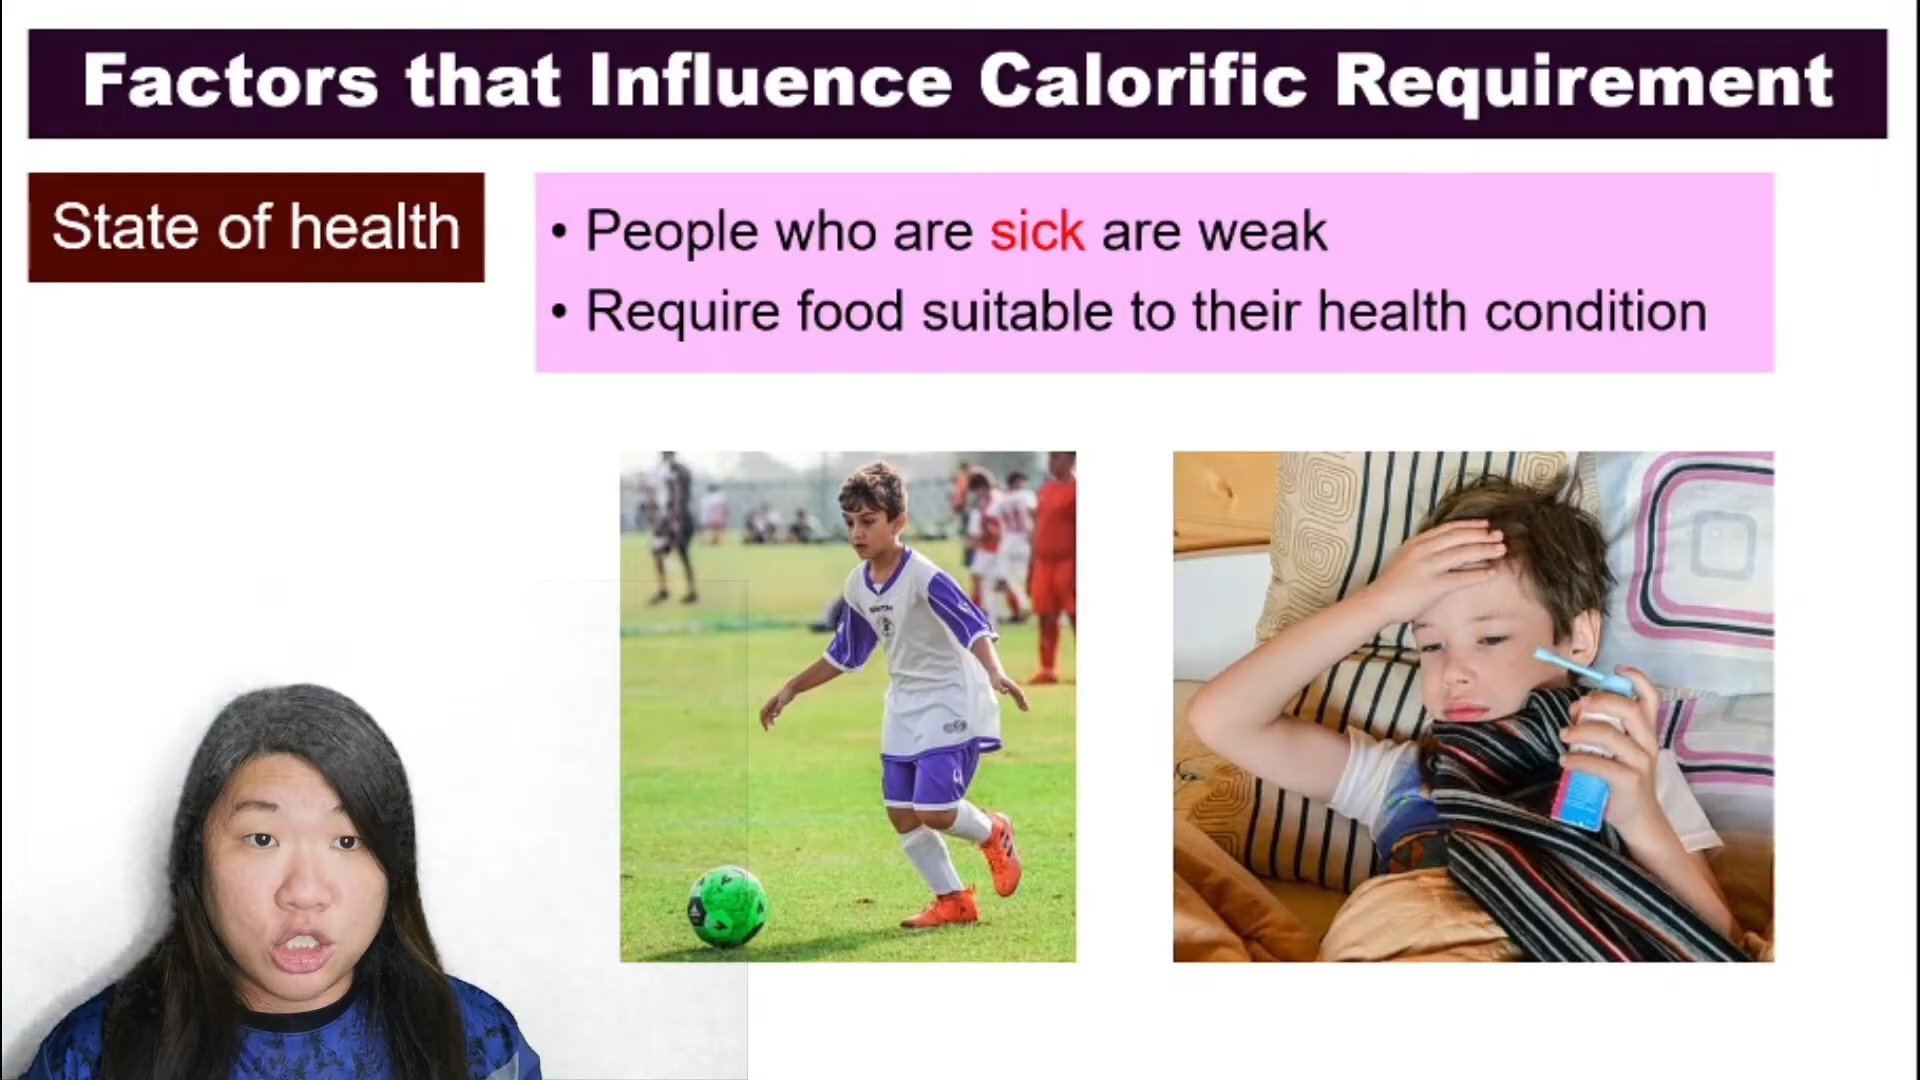 Factors that Influence Calorific Requirement
State of health
• People who are sick are weak
• Require food suitable to their health condition